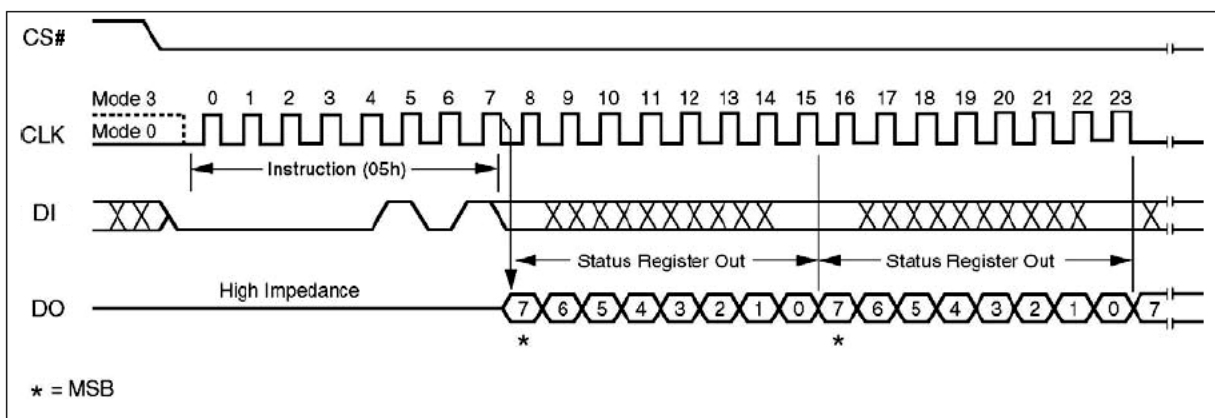 CS#
Mode 3 0 1 2 3 4 5 6 7 8 9 10 11 12 13 14 15 16 17 18 19 20 21 22 23
CLK Mode 0
Instruction (05h)
DI
Status Register Out Status Register Out
High Impedance
DO 7 6 5 4 3 2 1 0 7 6 5 4 3 2 1 0 7
* *
* = MSB